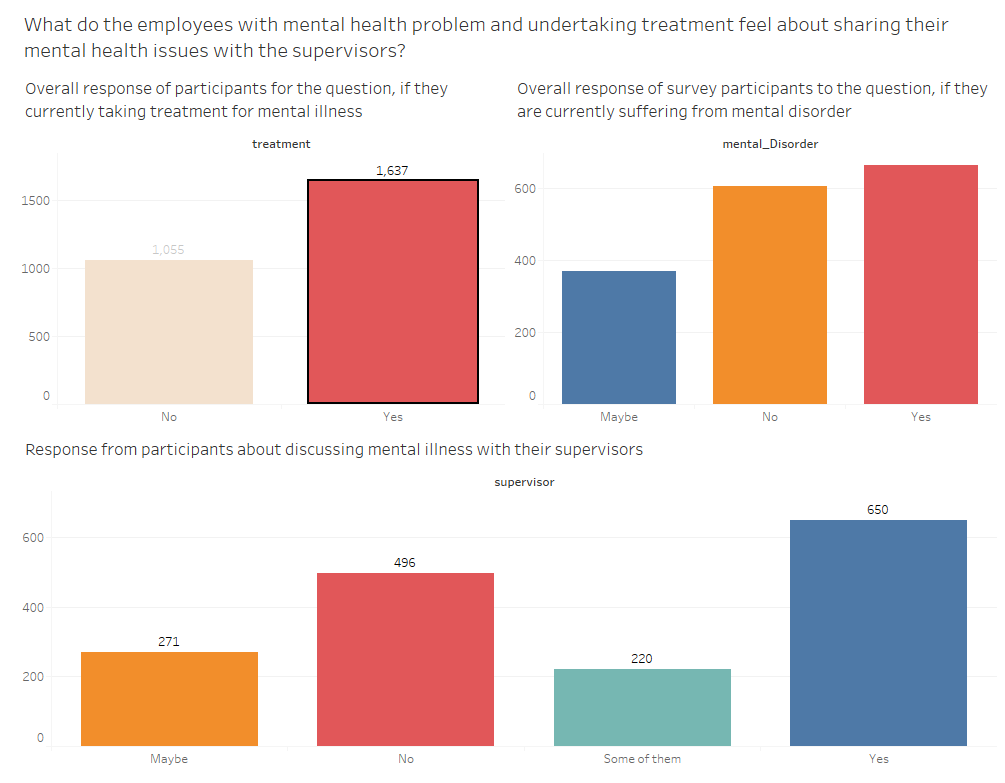 What do the employees with mental health problem and undertaking treatment feel about sharing their
mental health issues with the supervisors?
Overall response of participants for the question, if they
currently taking treatment for mental illness
treatment
1,637
1,055
1500
1000
500
0
No
Yes
Overall response of survey participants to the question, if they
are currently suffering from mental disorder
mental_Disorder
600
400
200
0
Maybe
No
Yes
Response from participants about discussing mental illness with their supervisors
supervisor
650
496
271
220
600
400
200
0
Maybe
No
Some of them
Yes